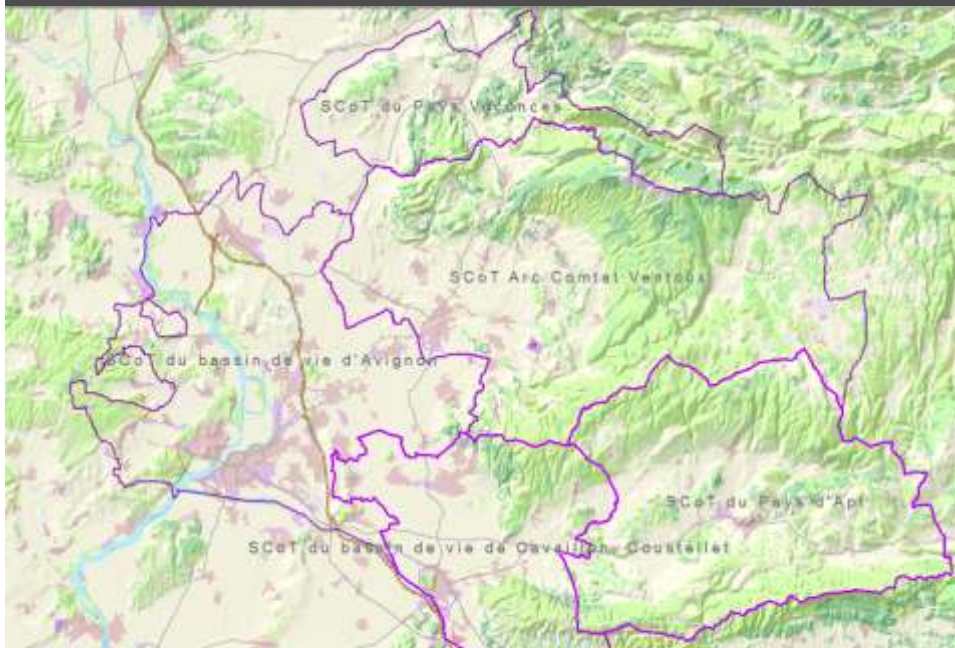 SCoT du Pays Voconces
SCoT Arc Comtat Ventoux
SCoT du bassin de vie d'Avignon
SCoT du Pays d'Apt
SCoT du bassin de vie de Cavaillon - Coustellet